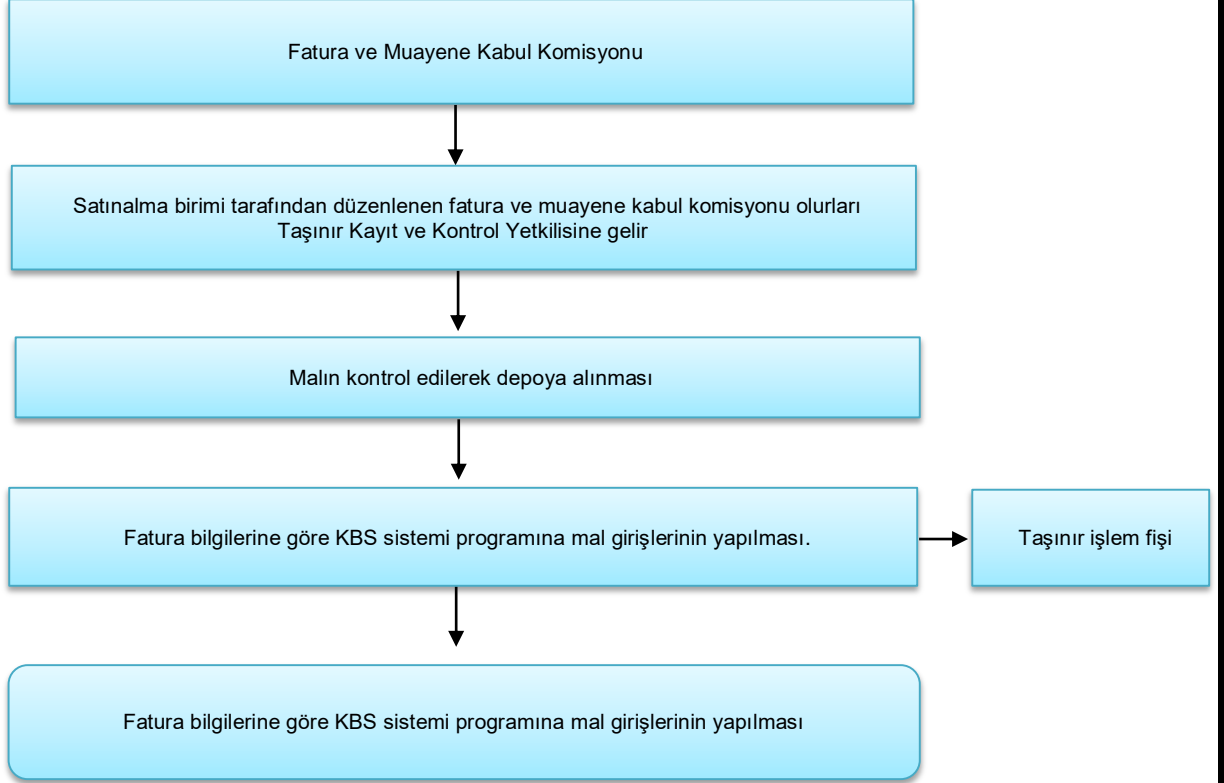 Fatura ve Muayene Kabul Komisyonu
Satınalma birimi tarafından düzenlenen fatura ve muayene kabul komisyonu olurları
Taşınır Kayıt ve Kontrol Yetkilisine gelir
Malın kontrol edilerek depoya alınması
Fatura bilgilerine göre KBS sistemi programına mal girişlerinin yapılması.
Taşınır işlem fişi
Fatura bilgilerine göre KBS sistemi programına mal girişlerinin yapılması